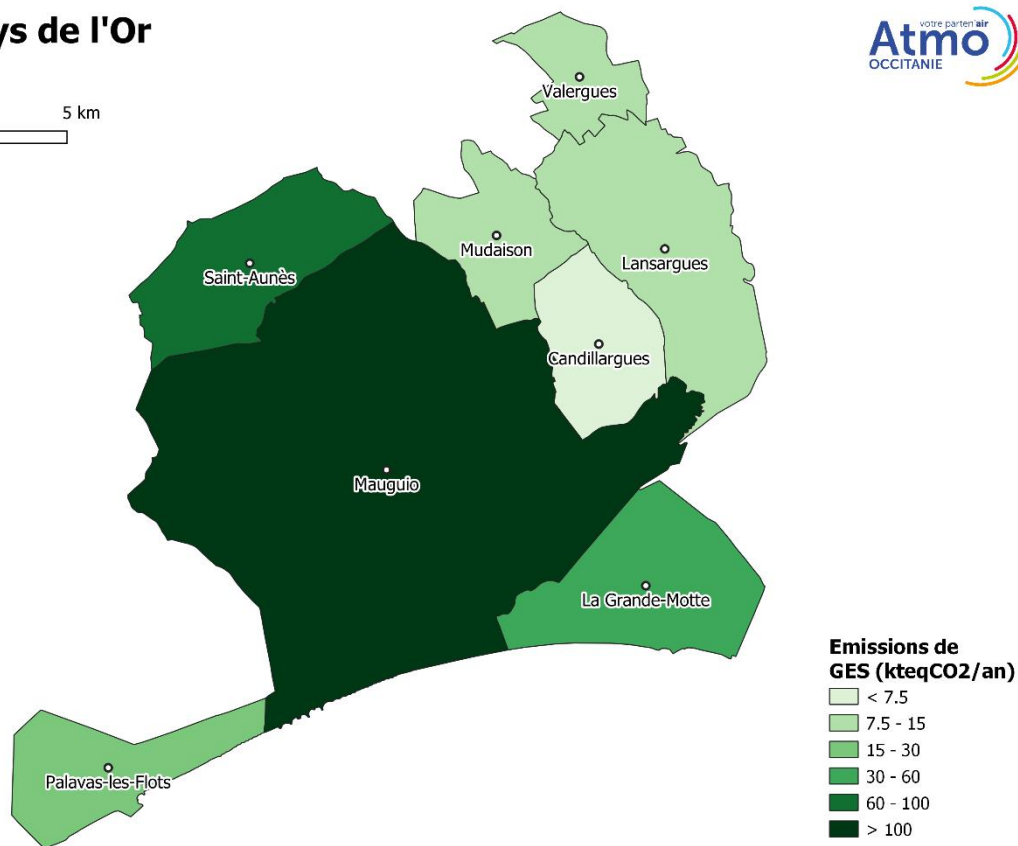 ys de l'Or
votre parten'air
Atmo
OCCITANIE
5 km
Valergues
Mudaison
Lansargues
Saint-Aunès
Candillargues
Mauguio
La Grande-Motte
Palavas-les-Flots
Emissions de
GES (kteqCO2/an)
< 7.5
7.5 - 15
15 - 30
30 - 60
60 - 100
> 100